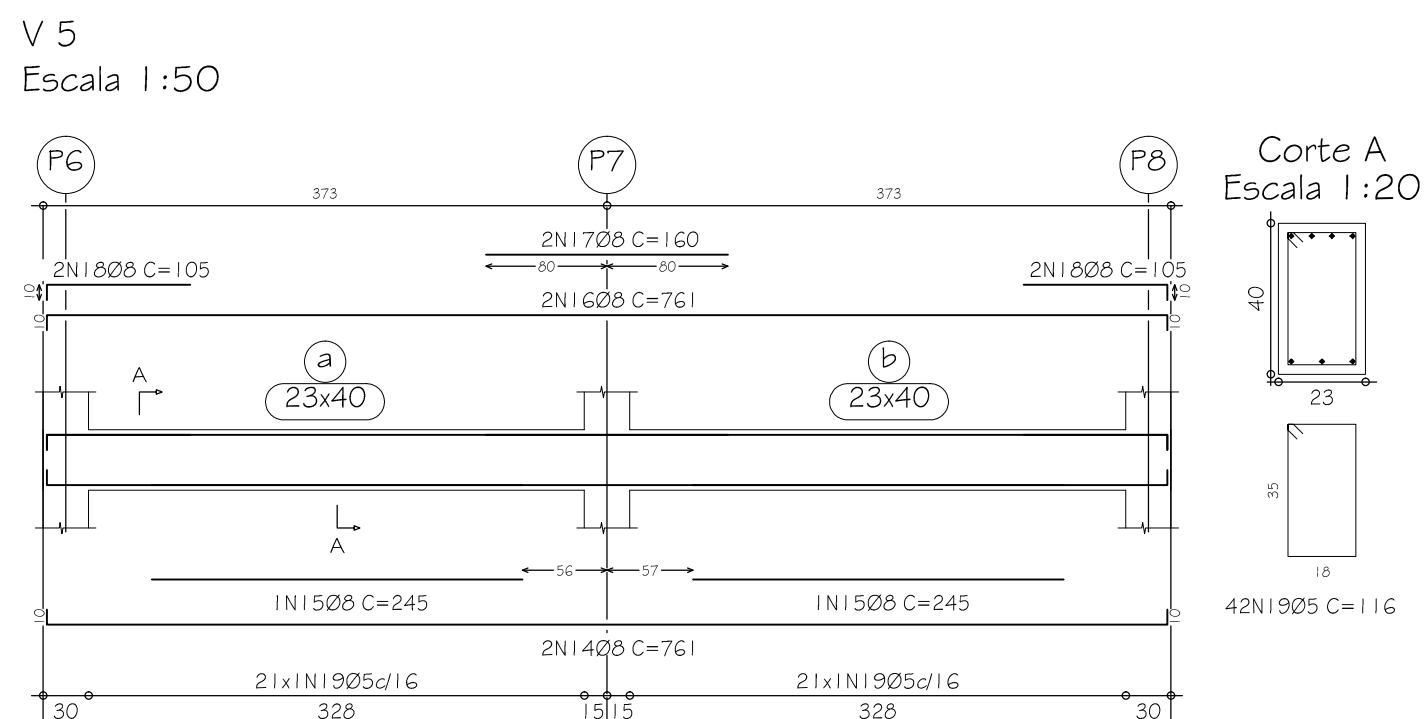 V 5
Escala 1:50
P6 P7 P8
Corte A
Escala 1:20
373 373
2N17Ø8 C=160
80 80
2N18Ø8 C=105 2N18Ø8 C=105
10 10
2N16Ø8 C=761
10 10
40
a b
A
23x40 23x40
23
35
A
56 57
18
1N15Ø8 C=245 1N15Ø8 C=245
42N19Ø5 C=116
10 10
2N14Ø8 C=761
21x1N19Ø5c/16 21x1N19Ø5c/16
30 328 15 15 328 30